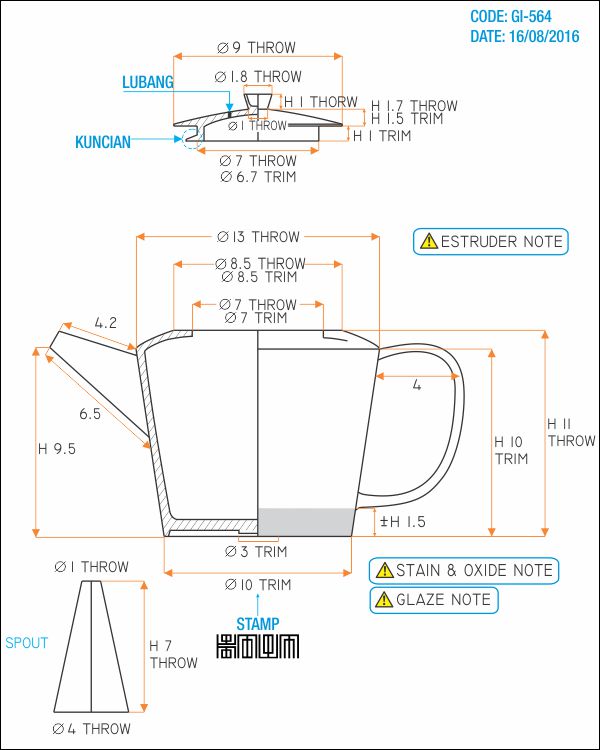 CODE: GI-564
DATE: 16/08/2016
Ø 9 THROW
Ø 1.8 THROW
LUBANG
H 1 THORW
H 1.7 THROW
H 1.5 TRIM
Ø 1 THROW
H 1 TRIM
KUNCIAN
Ø 7 THROW
Ø 6.7 TRIM
Ø 13 THROW
ESTRUDER NOTE
Ø 8.5 THROW
Ø 8.5 TRIM
Ø 7 THROW
Ø 7 TRIM
4.2
4
6.5
H 9.5
H 10
TRIM
H 11
THROW
±H 1.5
Ø 3 TRIM
Ø 10 TRIM
STAIN & OXIDE NOTE
GLAZE NOTE
Ø 1 THROW
STAMP
SPOUT
H 7
THROW
Ø 4 THROW